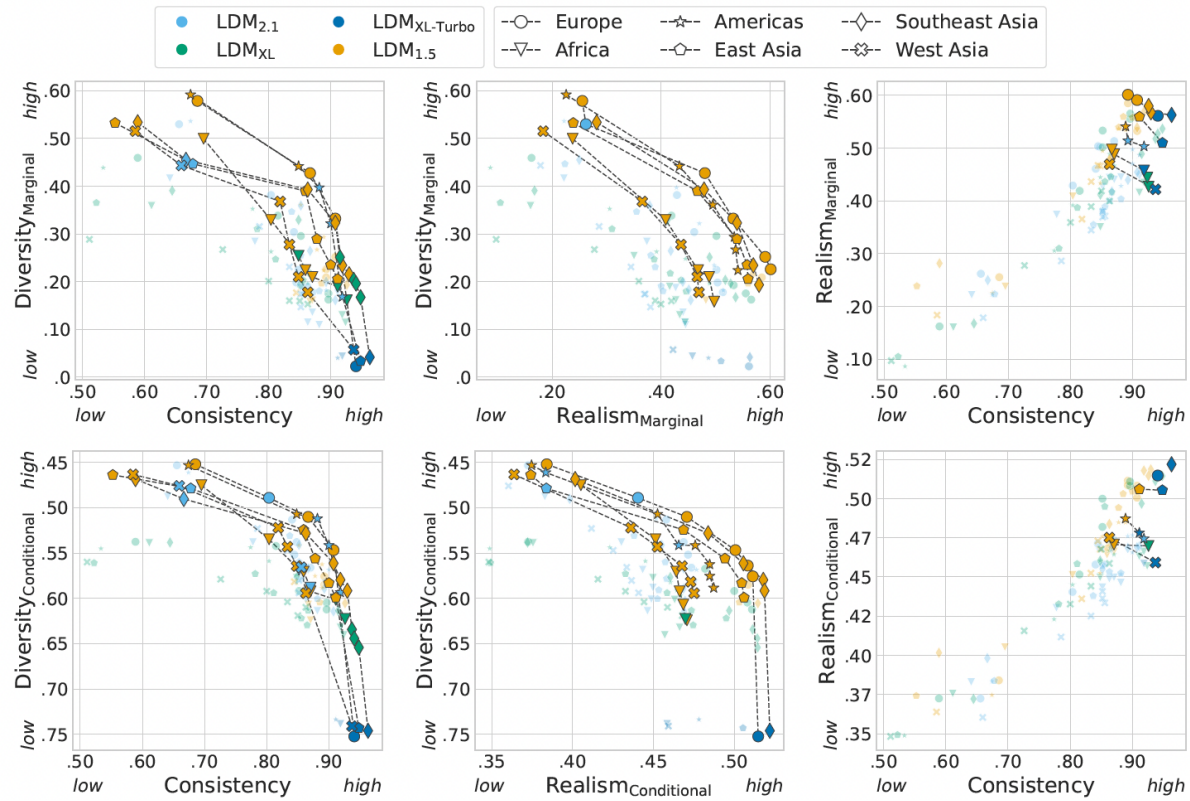 LDM2.1 LDMXL-Turbo Europe Americas Southeast Asia
LDMXL LDM1.5 Africa East Asia West Asia
high
DiversityMarginal
low
.60
.50
.40
.30
.20
.10
.0
.50 .60 .70 .80 .90
low Consistency high
high
DiversityMarginal
low
.60
.50
.40
.30
.20
.10
.0
.20 .40 .60
low RealismMarginal high
high
RealismMarginal
low
.60
.50
.40
.30
.20
.10
.50 .60 .70 .80 .90
low Consistency high
high
DiversityConditional
low
.45
.50
.55
.60
.65
.70
.75
.50 .60 .70 .80 .90
low Consistency high
high
DiversityConditional
low
.45
.50
.55
.60
.65
.70
.75
.35 .40 .45 .50
low RealismConditional high
high
RealismConditional
low
.52
.50
.47
.45
.42
.40
.37
.35
.50 .60 .70 .80 .90
low Consistency high